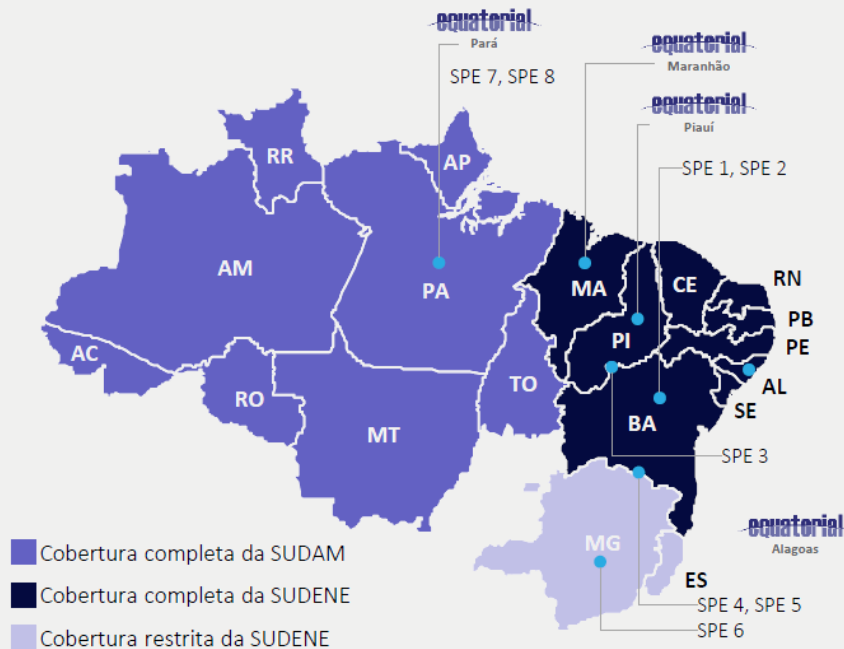 equatorial
Pará
SPE 7, SPE 8
equatorial
Maranhão
equatorial
Piauí
SPE 1, SPE 2
RR
AP
AM
PA
MA
CE
RN
PB
PE
PI
AC
RO
MT
TO
AL
SE
BA
SPE 3
equatorial
Alagoas
MG
ES
SPE 4, SPE 5
SPE 6
Cobertura completa da SUDAM
Cobertura completa da SUDENE
Cobertura restrita da SUDENE